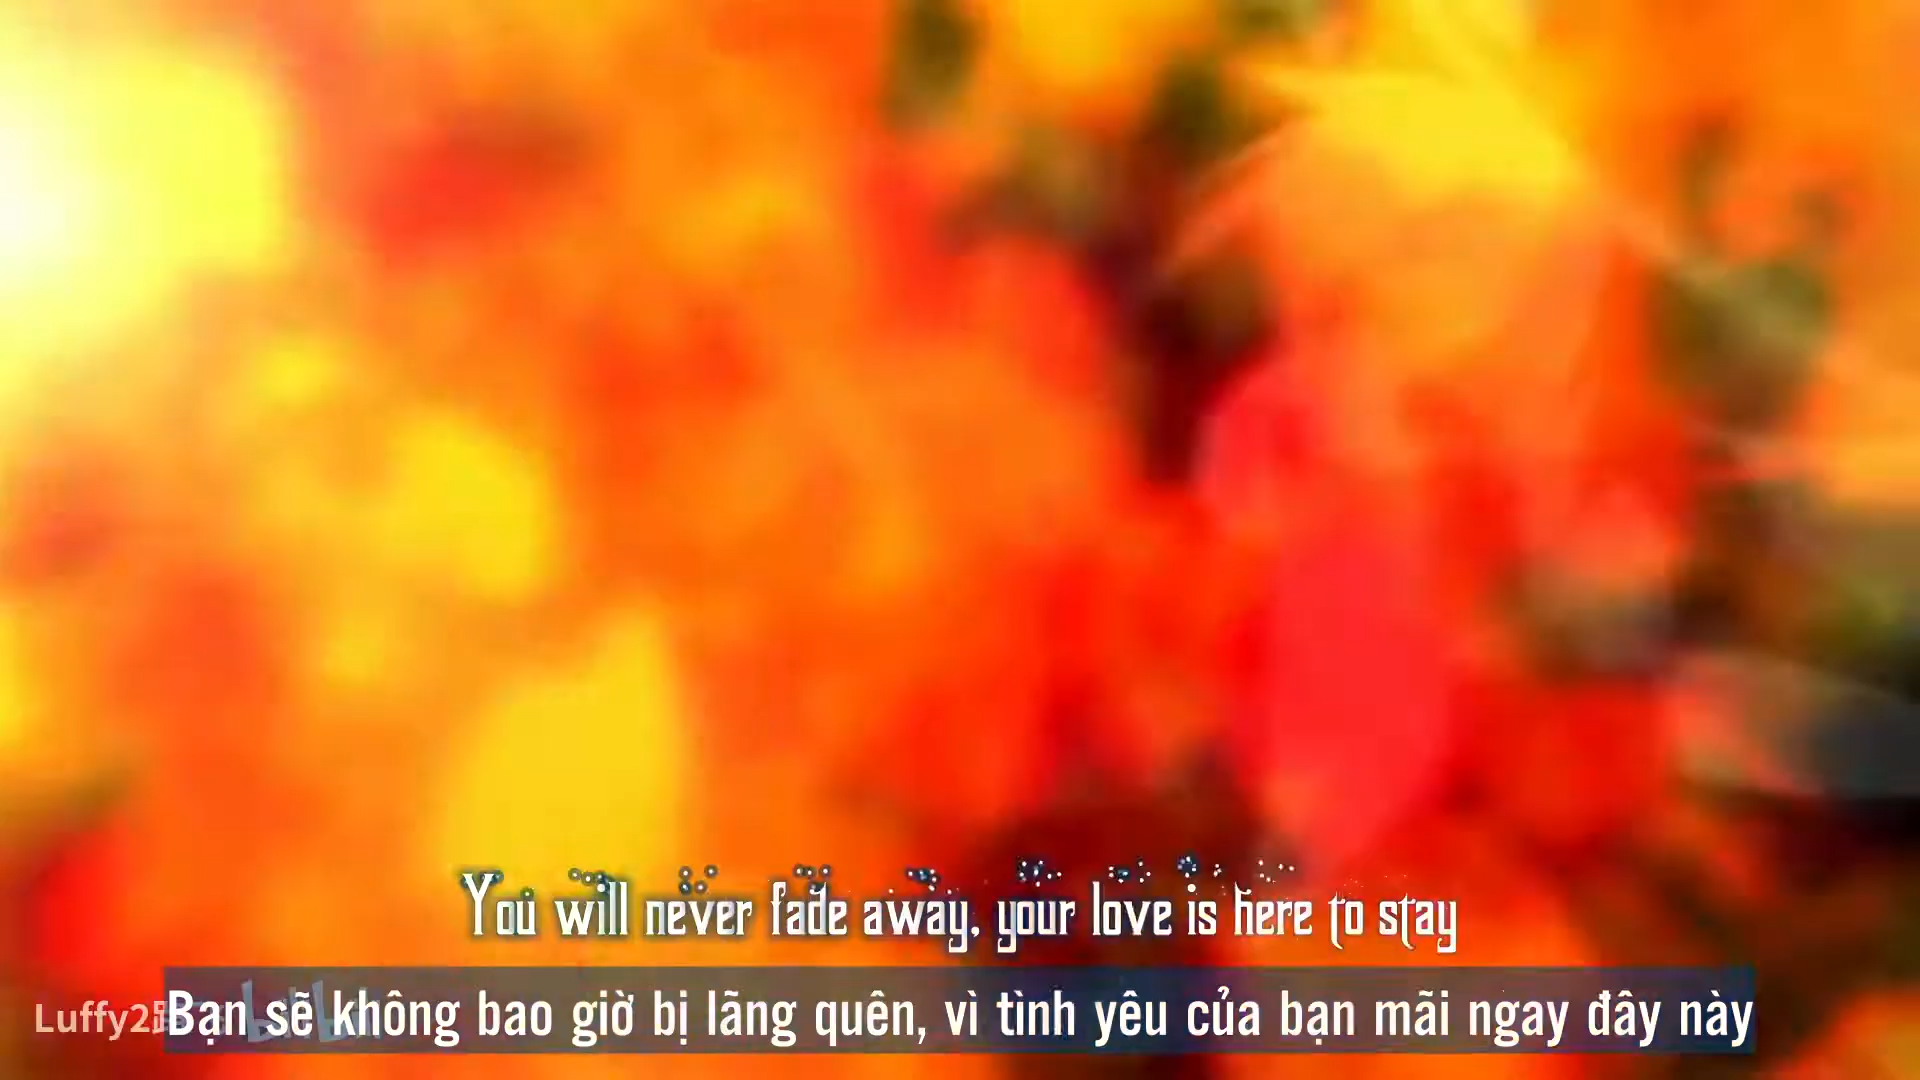 You will never fade away, your love is here to stay
Bạn sẽ không bao giờ bị lãng quên, vì tình yêu của bạn mãi ngay đây này
Luffy2